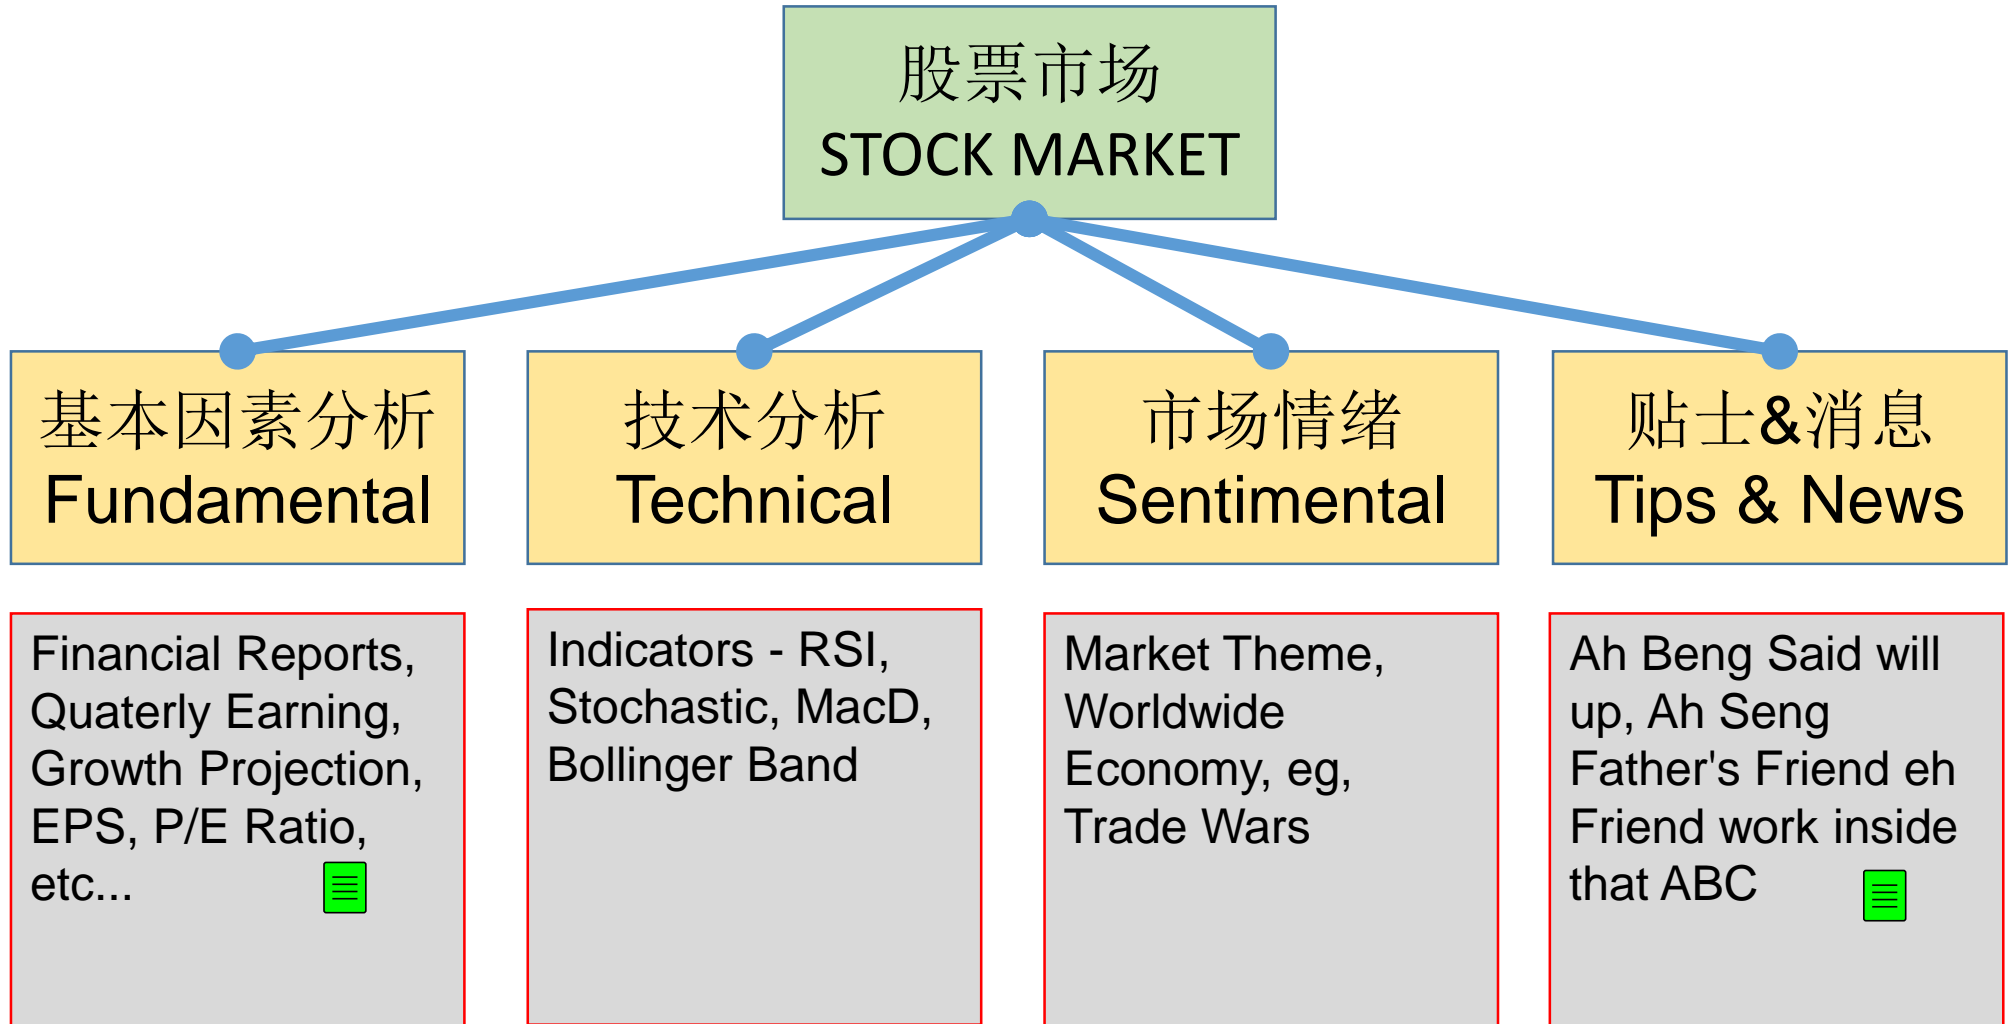 股票市场
STOCK MARKET
基本因素分析
Fundamental
技术分析
Technical
市场情绪
Sentimental
贴士&消息
Tips & News
Financial Reports,
Quaterly Earning,
Growth Projection,
EPS, P/E Ratio,
etc...
Indicators - RSI,
Stochastic, MacD,
Bollinger Band
Market Theme,
Worldwide
Economy, eg,
Trade Wars
Ah Beng Said will
up, Ah Seng
Father's Friend eh
Friend work inside
that ABC